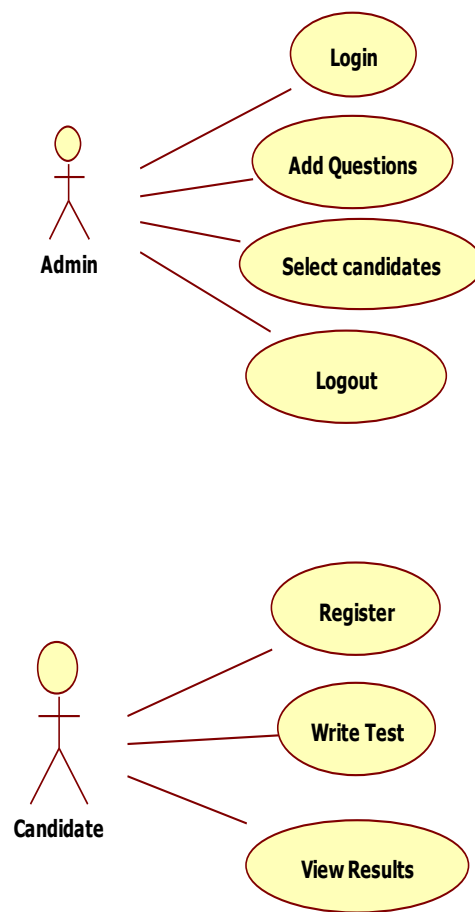 Login
Add Questions
Select candidates
Admin
Logout
Register
Write Test
Candidate
View Results